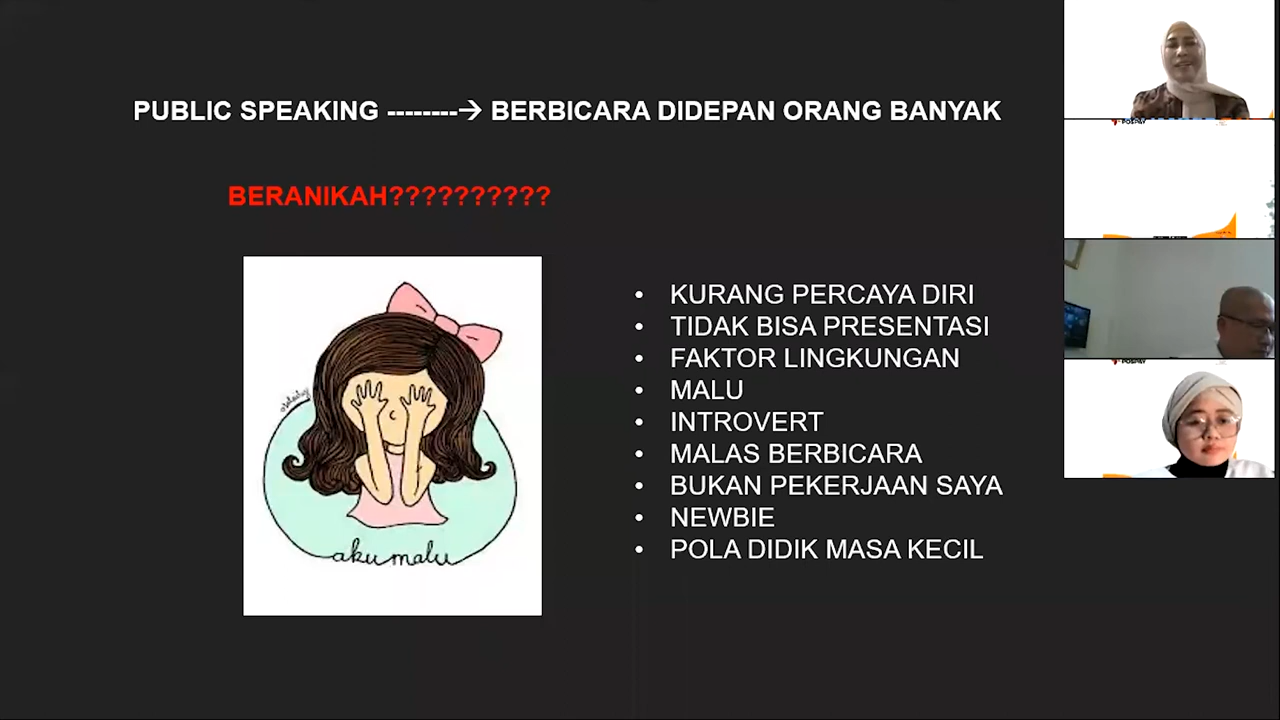 PUBLIC SPEAKING --------→ BERBICARA DIDEPAN ORANG BANYAK
BERANIKAH??????????
• KURANG PERCAYA DIRI
• TIDAK BISA PRESENTASI
• FAKTOR LINGKUNGAN
• MALU
• INTROVERT
• MALAS BERBICARA
• BUKAN PEKERJAAN SAYA
• NEWBIE
• POLA DIDIK MASA KECIL
aku malu